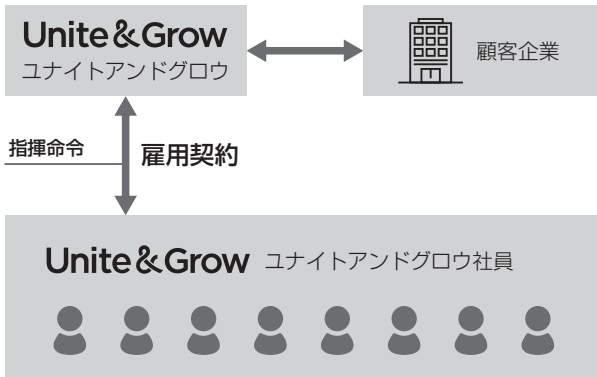 Unite&Grow
ユナイトアンドグロウ
顧客企業
指揮命令
雇用契約
Unite&Grow ユナイトアンドグロウ社員